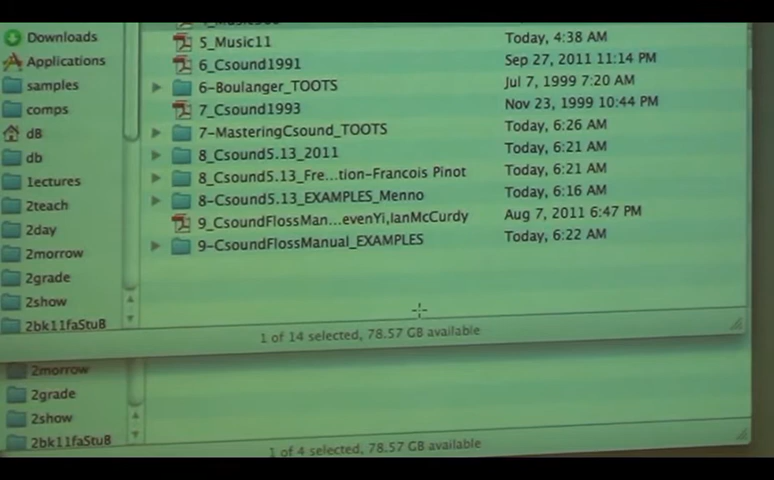 Downloads
Applications
samples
comps
dB
db
1ectures
2teach
2day
2morrow
2grade
2show
2bk11faStuB
5_Music11 Today, 4:38 AM
6_Csound1991 Sep 27, 2011 11:14 PM
6-Boulanger_TOOTS Jul 7, 1999 7:20 AM
7_Csound1993 Nov 23, 1999 10:44 PM
7-MasteringCsound_TOOTS Today, 6:26 AM
8_Csound5.13_2011 Today, 6:21 AM
8_Csound5.13_Fre...tion-Francois Pinot Today, 6:21 AM
8-Csound5.13_EXAMPLES_Menno Today, 6:16 AM
9_CsoundFlossMan...evenYi,IanMcCurdy Aug 7, 2011 6:47 PM
9-CsoundFlossManual_EXAMPLES Today, 6:22 AM
1 of 14 selected, 78.57 GB available
2morrow
2grade
2show
2bk11faStuB
1 of 4 selected, 78.57 GB available